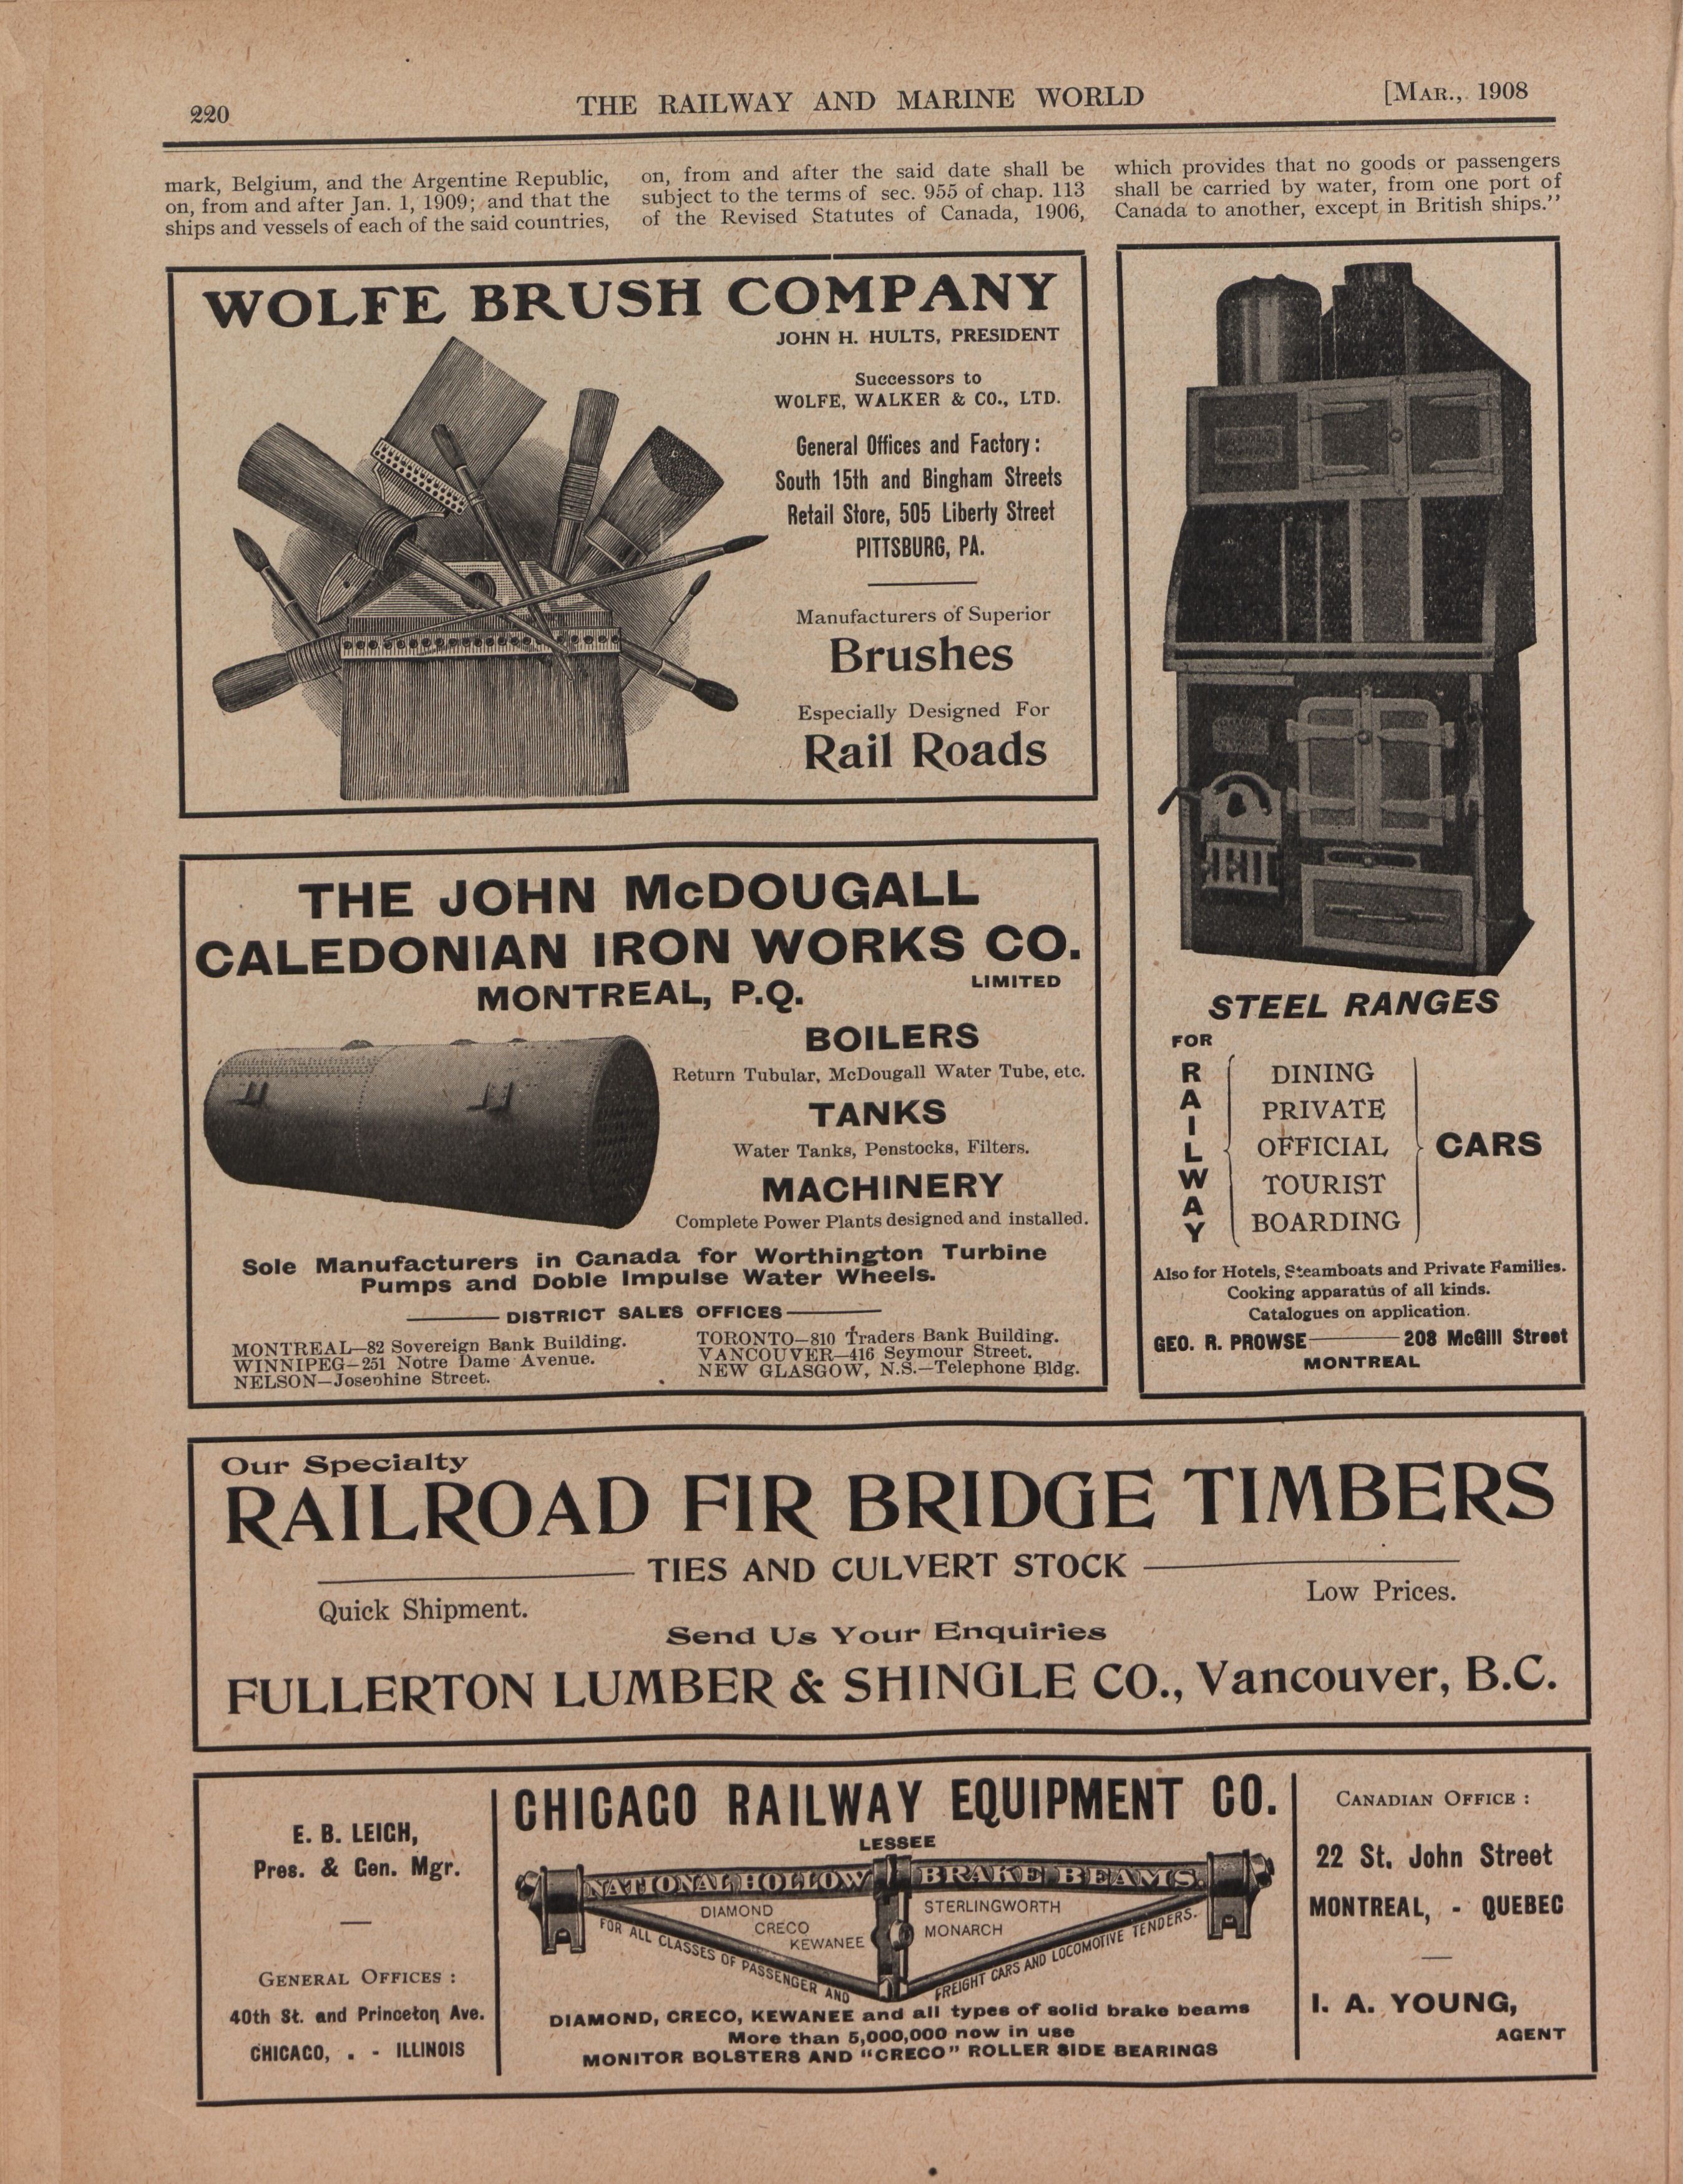 220
THE RAILWAY AND MARINE WORLD
[MAR., 1908
mark, Belgium, and the Argentine Republic,
on, from and after Jan. 1, 1909; and that the
ships and vessels of each of the said countries,
on, from and after the said date shall be
subject to the terms of sec. 955 of chap. 113
of the Revised Statutes of Canada, 1906,
which provides that no goods or passengers
shall be carried by water, from one port of
Canada to another, except in British ships."
WOLFE BRUSH COMPANY
JOHN H. HULTS, PRESIDENT
Successors to
WOLFE, WALKER & CO., LTD.
General Offices and Factory:
South 15th and Bingham Streets
Retail Store, 505 Liberty Street
PITTSBURG, PA.
Manufacturers of Superior
Brushes
Especially Designed For
Rail Roads
THE JOHN McDOUGALL
CALEDONIAN IRON WORKS CO.
LIMITED
MONTREAL, P.Q.
BOILERS
Return Tubular, McDougall Water Tube, etc.
TANKS
Water Tanks, Penstocks, Filters.
MACHINERY
Complete Power Plants designed and installed.
Sole Manufacturers in Canada for Worthington Turbine
Pumps and Doble Impulse Water Wheels.
DISTRICT SALES OFFICES
MONTREAL—82 Sovereign Bank Building.
WINNIPEG—251 Notre Dame Avenue.
NELSON—Josephine Street.
TORONTO—810 Traders Bank Building.
VANCOUVER—416 Seymour Street.
NEW GLASGOW, N.S.—Telephone Bldg.
STEEL RANGES
FOR
RAILWAY
DINING
PRIVATE
OFFICIAL
TOURIST
BOARDING
CARS
Also for Hotels, Steamboats and Private Families.
Cooking apparatus of all kinds.
Catalogues on application.
GEO. R. PROWSE—208 McGill Street
MONTREAL
Our Specialty
RAILROAD FIR BRIDGE TIMBERS
TIES AND CULVERT STOCK
Quick Shipment.
Low Prices.
Send Us Your Enquiries
FULLERTON LUMBER & SHINGLE CO., Vancouver, B.C.
E. B. LEIGH,
Pres. & Gen. Mgr.
GENERAL OFFICES:
40th St. and Princeton Ave.
CHICAGO, . - ILLINOIS
CHICAGO RAILWAY EQUIPMENT CO.
LESSEE
NATIONAL HOLLOW BRAKE BEAMS.
DIAMOND
CRECO
KEWANEE
STERLINGWORTH
MONARCH
FOR ALL CLASSES OF PASSENGER AND
FREIGHT CARS AND LOCOMOTIVE TENDERS.
DIAMOND, CRECO, KEWANEE and all types of solid brake beams
More than 5,000,000 now in use
MONITOR BOLSTERS AND "CRECO" ROLLER SIDE BEARINGS
CANADIAN OFFICE:
22 St. John Street
MONTREAL, - QUEBEC
I. A. YOUNG,
AGENT